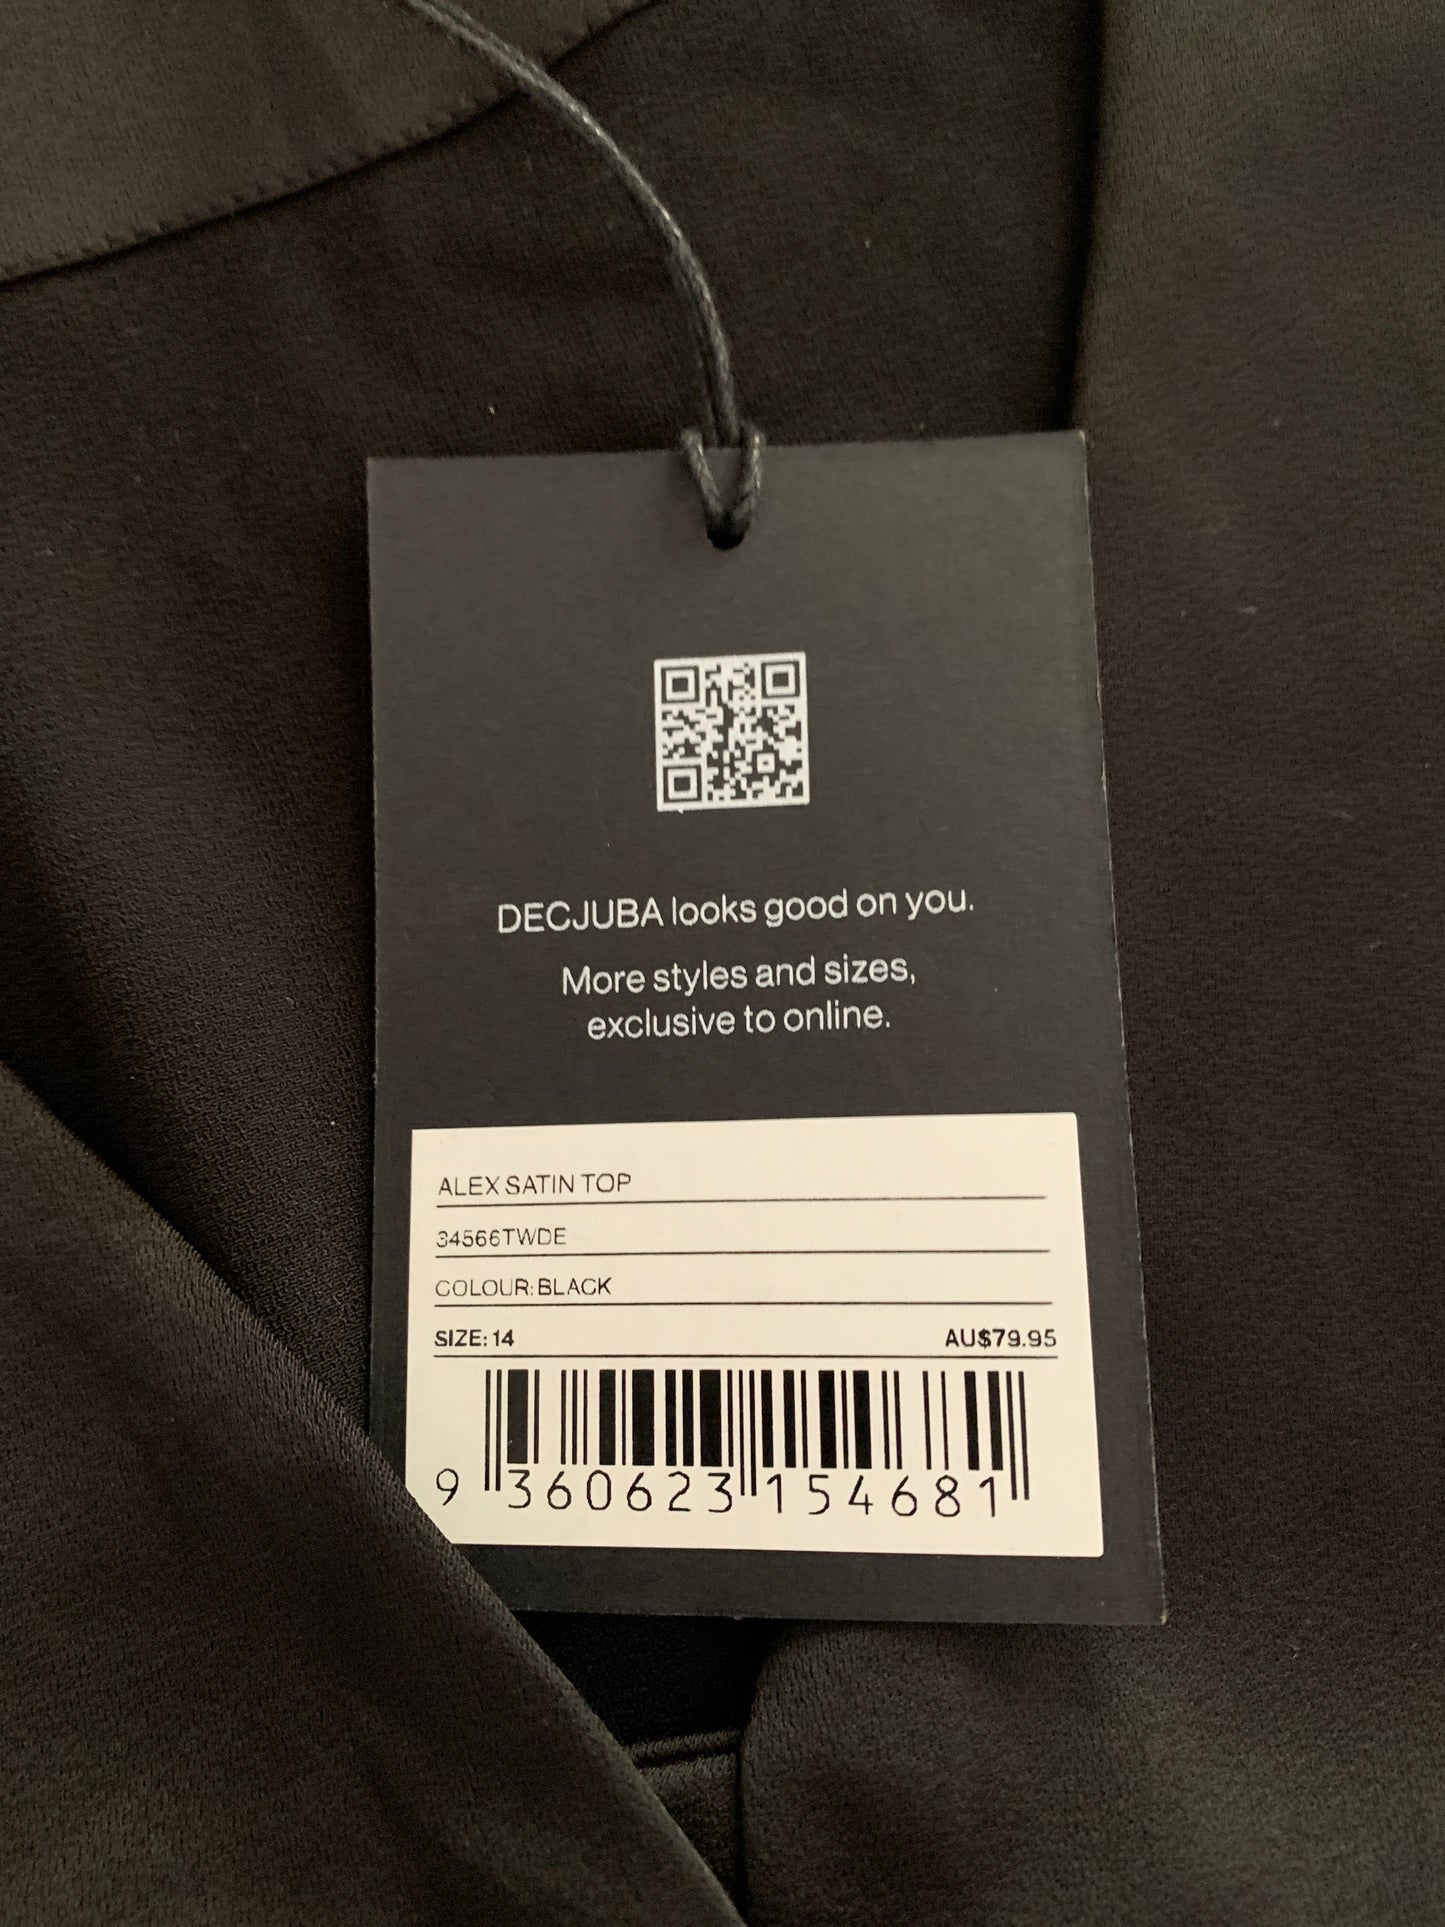 DECJUBA looks good on you.
More styles and sizes,
exclusive to online.
ALEX SATIN TOP
34566TWDE
COLOUR: BLACK
SIZE: 14 AU$79.95
9 360623 154681